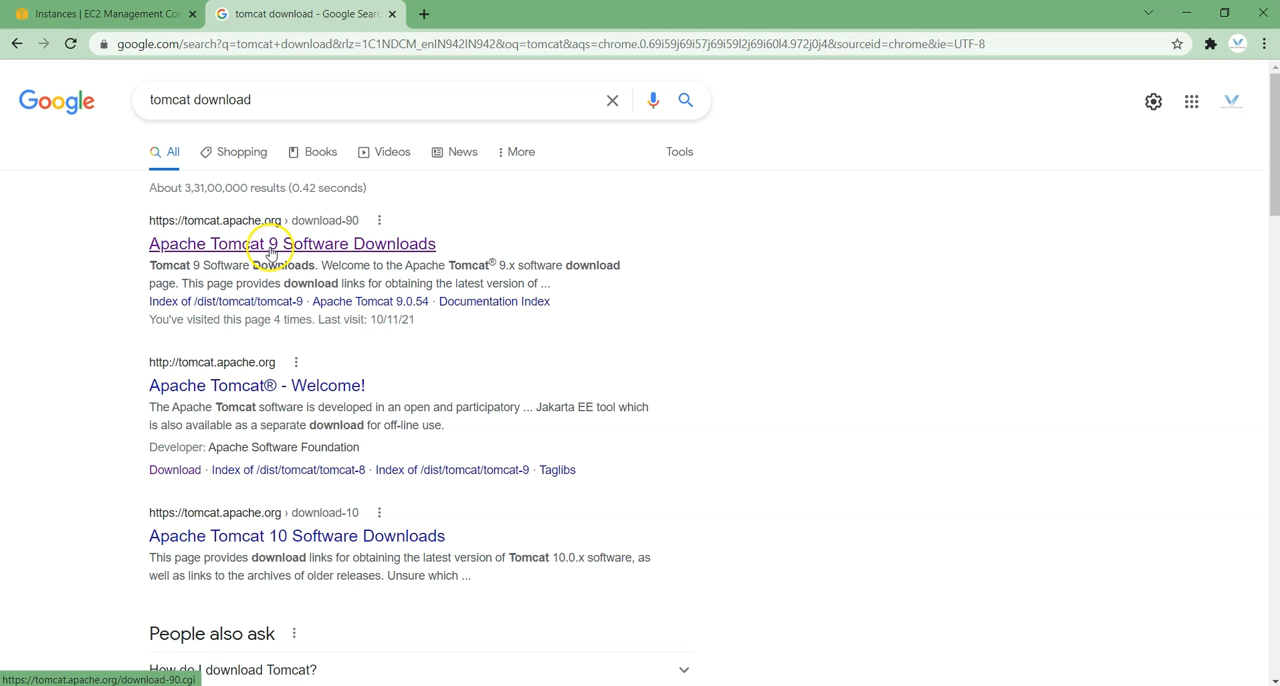 Instances | EC2 Management Con
tomcat download - Google Searc
google.com/search?q=tomcat+download&rlz=1C1NDCM_enIN942IN942&oq=tomcat&aqs=chrome.0.69i59j69i57j69i59l2j69i60l4.972j0j4&sourceid=chrome&ie=UTF-8
Google
tomcat download
All Shopping Books Videos News More Tools
About 3,31,00,000 results (0.42 seconds)
https://tomcat.apache.org › download-90
Apache Tomcat 9 Software Downloads
Tomcat 9 Software Downloads. Welcome to the Apache Tomcat® 9.x software download
page. This page provides download links for obtaining the latest version of ...
Index of /dist/tomcat/tomcat-9 · Apache Tomcat 9.0.54 · Documentation Index
You've visited this page 4 times. Last visit: 10/11/21
http://tomcat.apache.org
Apache Tomcat® - Welcome!
The Apache Tomcat software is developed in an open and participatory ... Jakarta EE tool which
is also available as a separate download for off-line use.
Developer: Apache Software Foundation
Download · Index of /dist/tomcat/tomcat-8 · Index of /dist/tomcat/tomcat-9 · Taglibs
https://tomcat.apache.org › download-10
Apache Tomcat 10 Software Downloads
This page provides download links for obtaining the latest version of Tomcat 10.0.x software, as
well as links to the archives of older releases. Unsure which ...
People also ask
How do I download Tomcat?
https://tomcat.apache.org/download-90.cgi